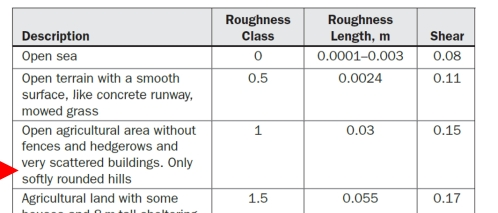 Description Roughness Class Roughness Length, m Shear
Open sea 0 0.0001–0.003 0.08
Open terrain with a smooth 0.5 0.0024 0.11
surface, like concrete runway,
mowed grass
Open agricultural area without 1 0.03 0.15
fences and hedgerows and
very scattered buildings. Only
softly rounded hills
Agricultural land with some 1.5 0.055 0.17